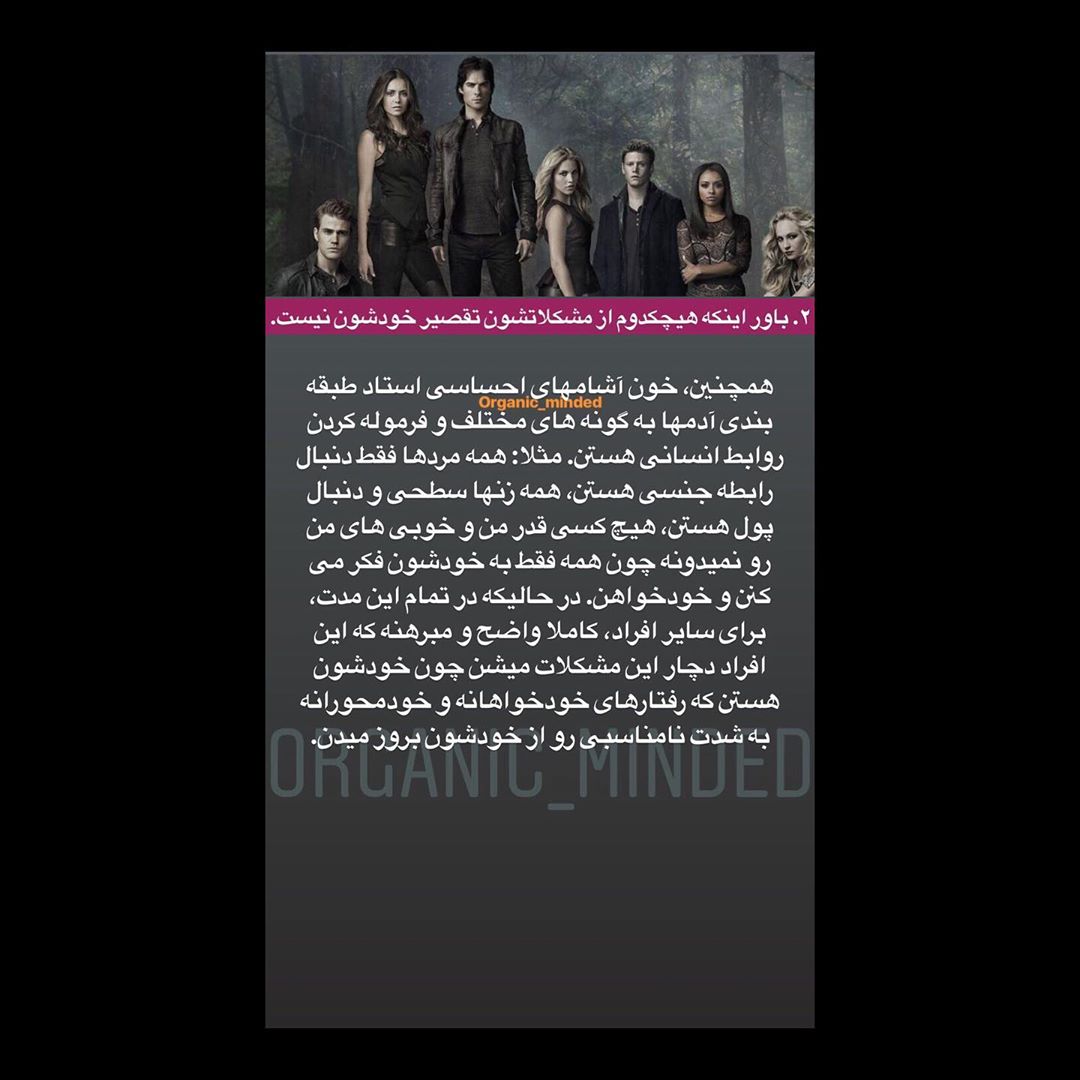 ۲. باور اینکه هیچکدوم از مشکلاتشون تقصیر خودشون نیست.
همچنین، خون آشامهای احساسی استاد طبقه
Organic_minded
بندی آدمها به گونه های مختلف و فرموله کردن
روابط انسانی هستن. مثلا: همه مردها فقط دنبال
رابطه جنسی هستن، همه زنها سطحی و دنبال
پول هستن، هیچ کسی قدر من و خوبی های من
رو نمیدونه چون همه فقط به خودشون فکر می
کنن و خودخواهن. در حالیکه در تمام این مدت،
برای سایر افراد، کاملا واضح و مبرهنه که این
افراد دچار این مشکلات میشن چون خودشون
هستن که رفتارهای خودخواهانه و خودمحورانه
به شدت نامناسبی رو از خودشون بروز میدن.
ORGANIC_MINDED